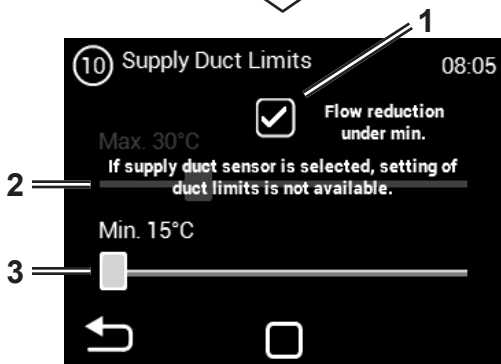 1
10 Supply Duct Limits 08:05
Flow reduction
under min.
Max. 30°C
If supply duct sensor is selected, setting of
duct limits is not available.
2
Min. 15°C
3